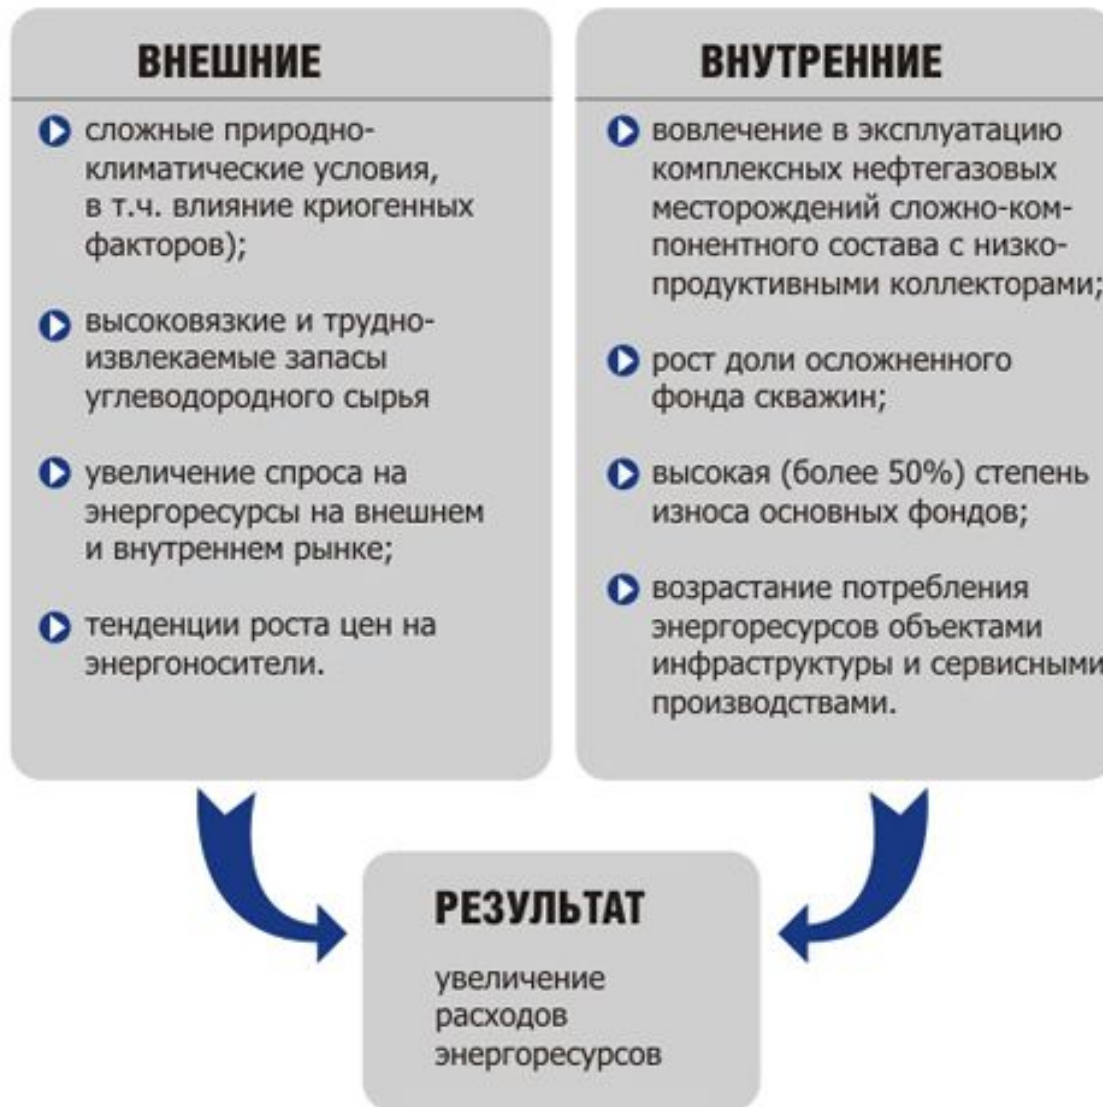 ВНЕШНИЕ
сложные природно-
климатические условия,
в т.ч. влияние криогенных
факторов);
высоковязкие и трудно-
извлекаемые запасы
углеводородного сырья
увеличение спроса на
энергоресурсы на внешнем
и внутреннем рынке;
тенденции роста цен на
энергоносители.
ВНУТРЕННИЕ
вовлечение в эксплуатацию
комплексных нефтегазовых
месторождений сложно-ком-
понентного состава с низко-
продуктивными коллекторами;
рост доли осложненного
фонда скважин;
высокая (более 50%) степень
износа основных фондов;
возрастание потребления
энергоресурсов объектами
инфраструктуры и сервисными
производствами.
РЕЗУЛЬТАТ
увеличение
расходов
энергоресурсов